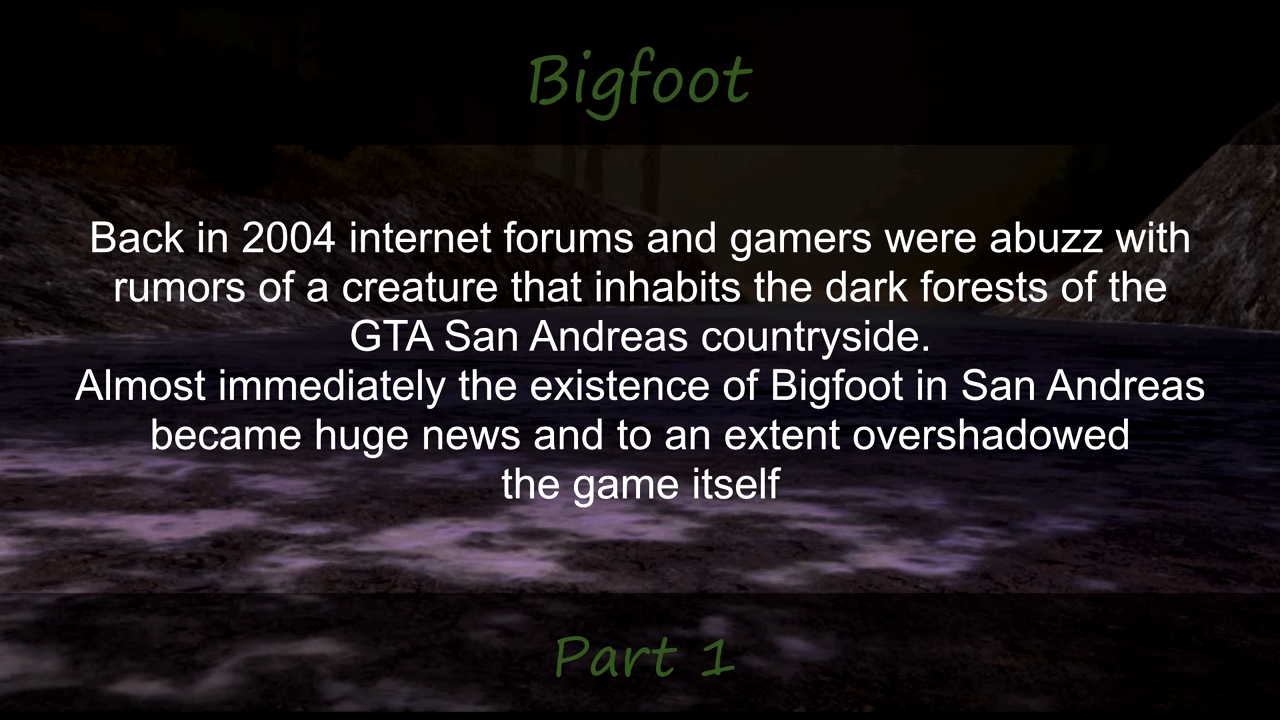 Bigfoot
Back in 2004 internet forums and gamers were abuzz with
rumors of a creature that inhabits the dark forests of the
GTA San Andreas countryside.
Almost immediately the existence of Bigfoot in San Andreas
became huge news and to an extent overshadowed
the game itself
Part 1